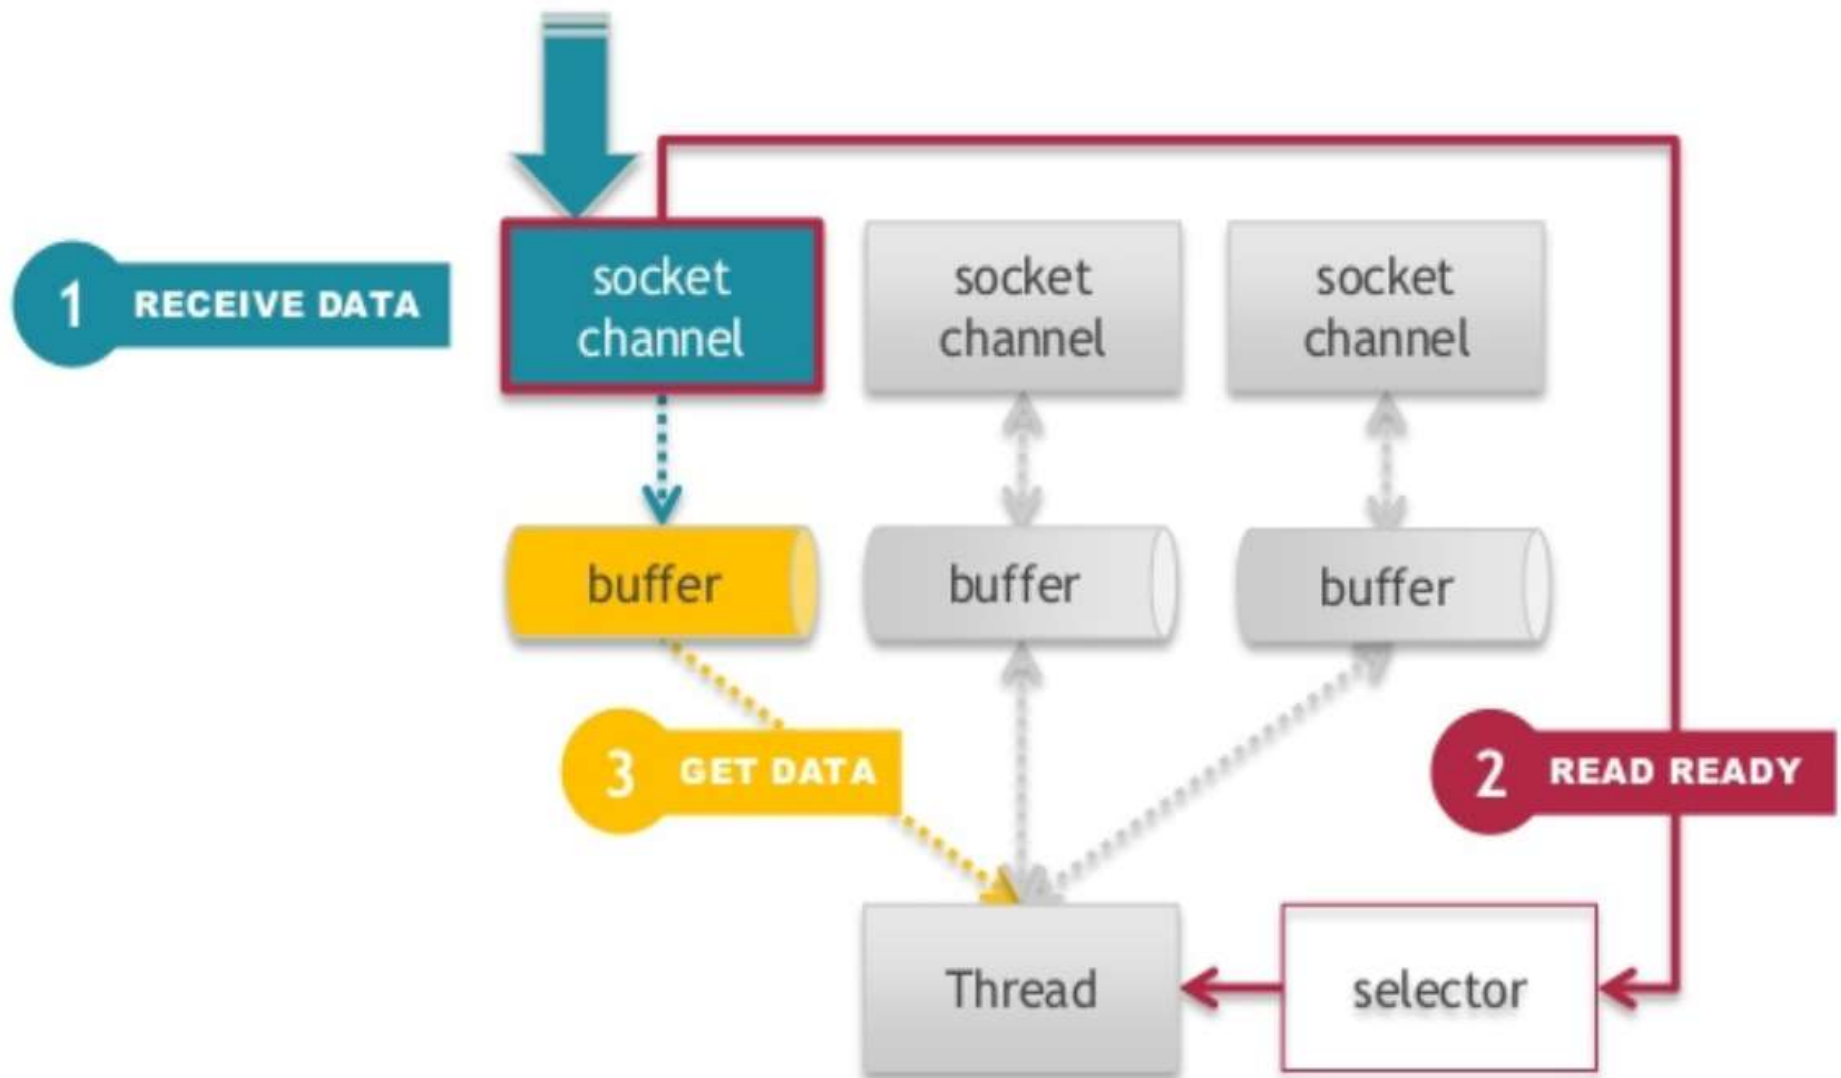 1 RECEIVE DATA
socket
channel
socket
channel
socket
channel
buffer
buffer
buffer
3 GET DATA
2 READ READY
Thread
selector